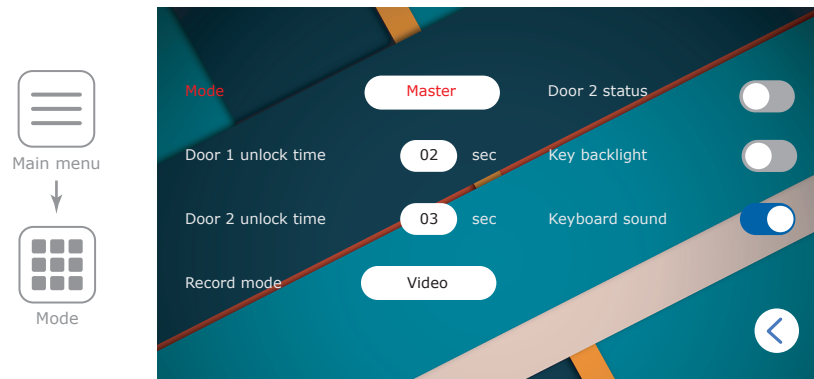 Main menu
Mode
Mode Master
Door 1 unlock time 02 sec
Door 2 unlock time 03 sec
Record mode Video
Door 2 status
Key backlight
Keyboard sound